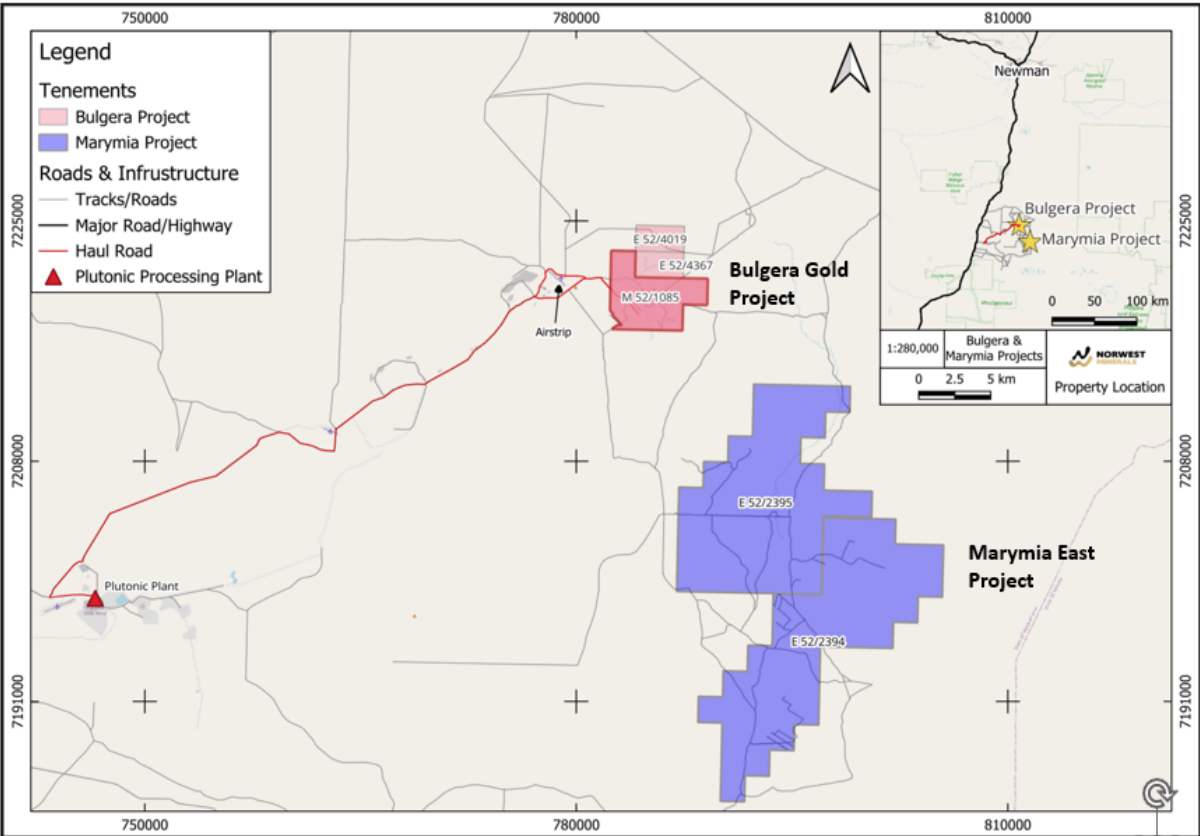 750000
780000
810000
Legend
Tenements
Bulgera Project
Marymia Project
Roads & Infrustructure
Tracks/Roads
Major Road/Highway
Haul Road
Plutonic Processing Plant
Newman
Bulgera Project
Marymia Project
0 50 100 km
1:280,000
Bulgera &
Marymia Projects
0 2.5 5 km
NORWEST
MINERALS
Property Location
7225000
7225000
E 52/4019
E 52/4367
M 52/1085
Bulgera Gold
Project
Airstrip
7208000
7208000
E 52/2395
Marymia East
Project
Plutonic Plant
E 52/2394
7191000
7191000
750000
780000
810000